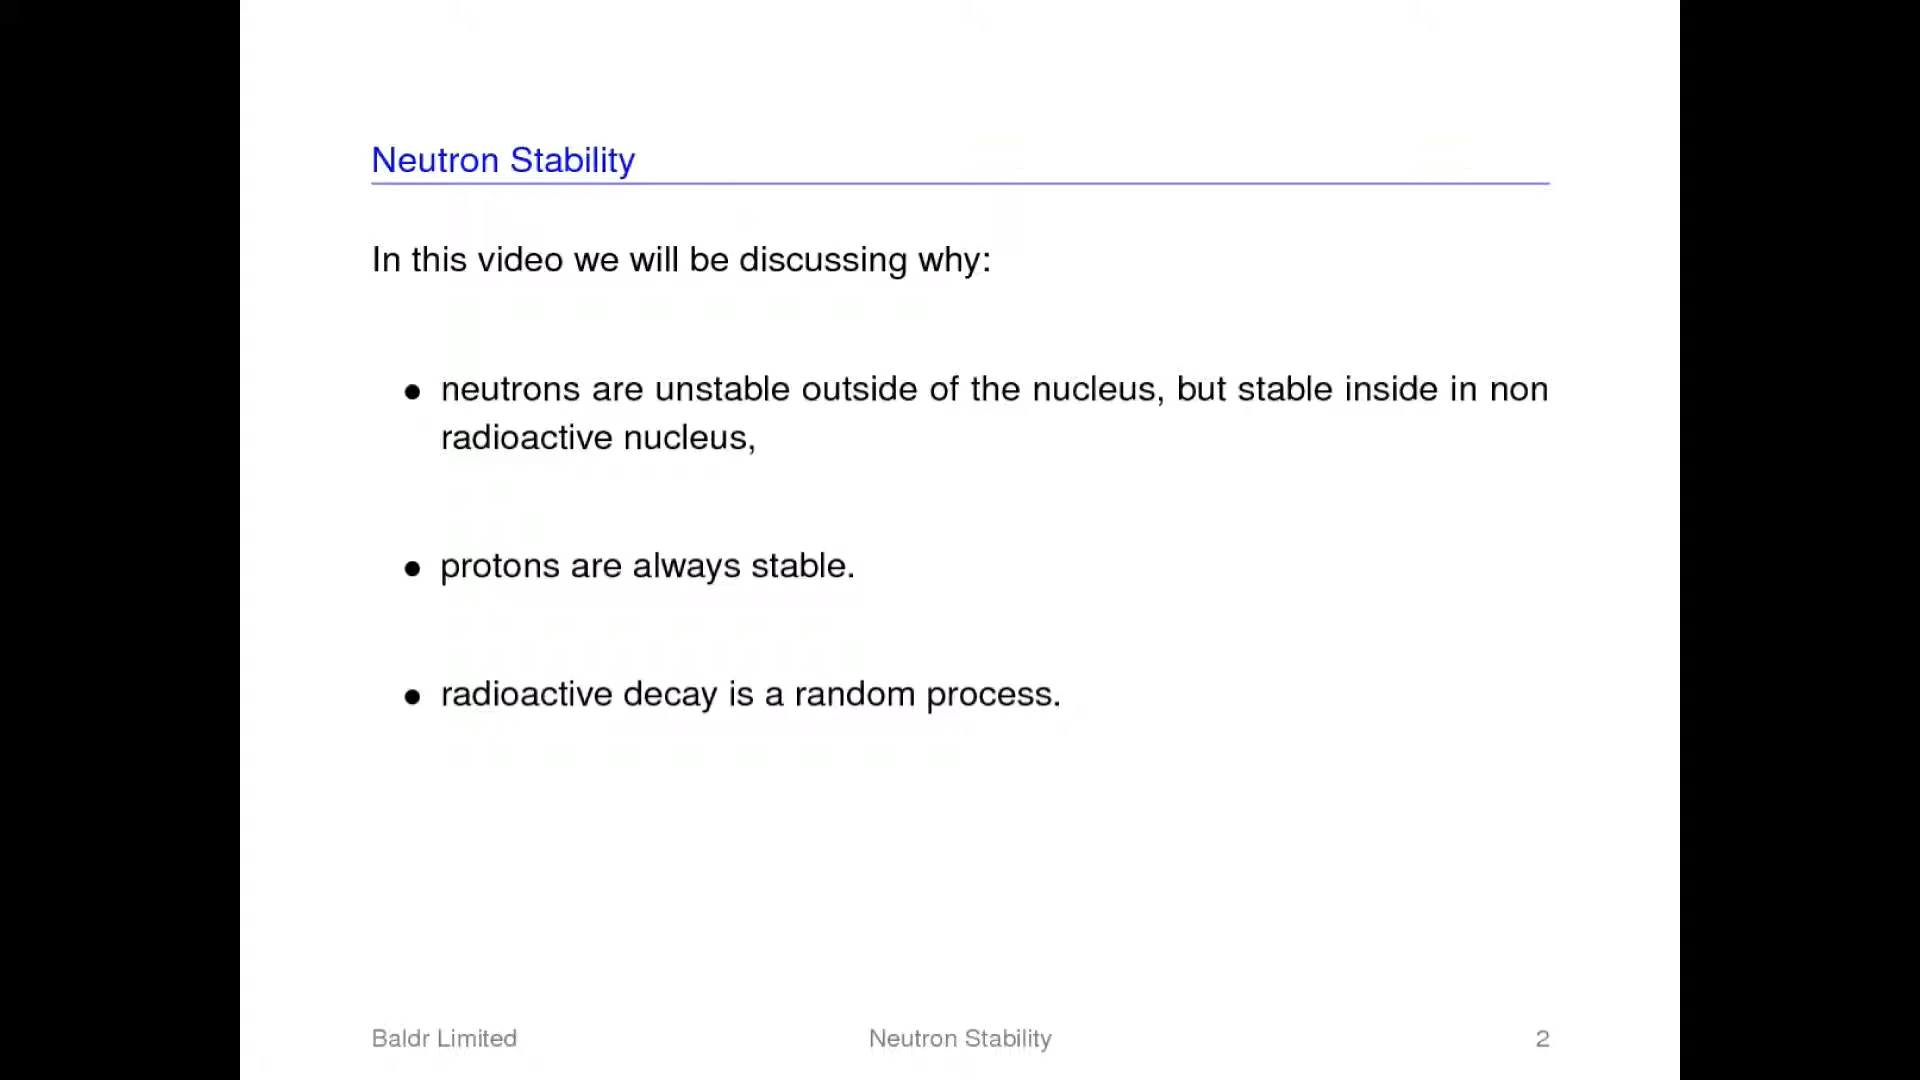 Neutron Stability
In this video we will be discussing why:
● neutrons are unstable outside of the nucleus, but stable inside in non
radioactive nucleus,
● protons are always stable.
● radioactive decay is a random process.
Baldr Limited
Neutron Stability
2